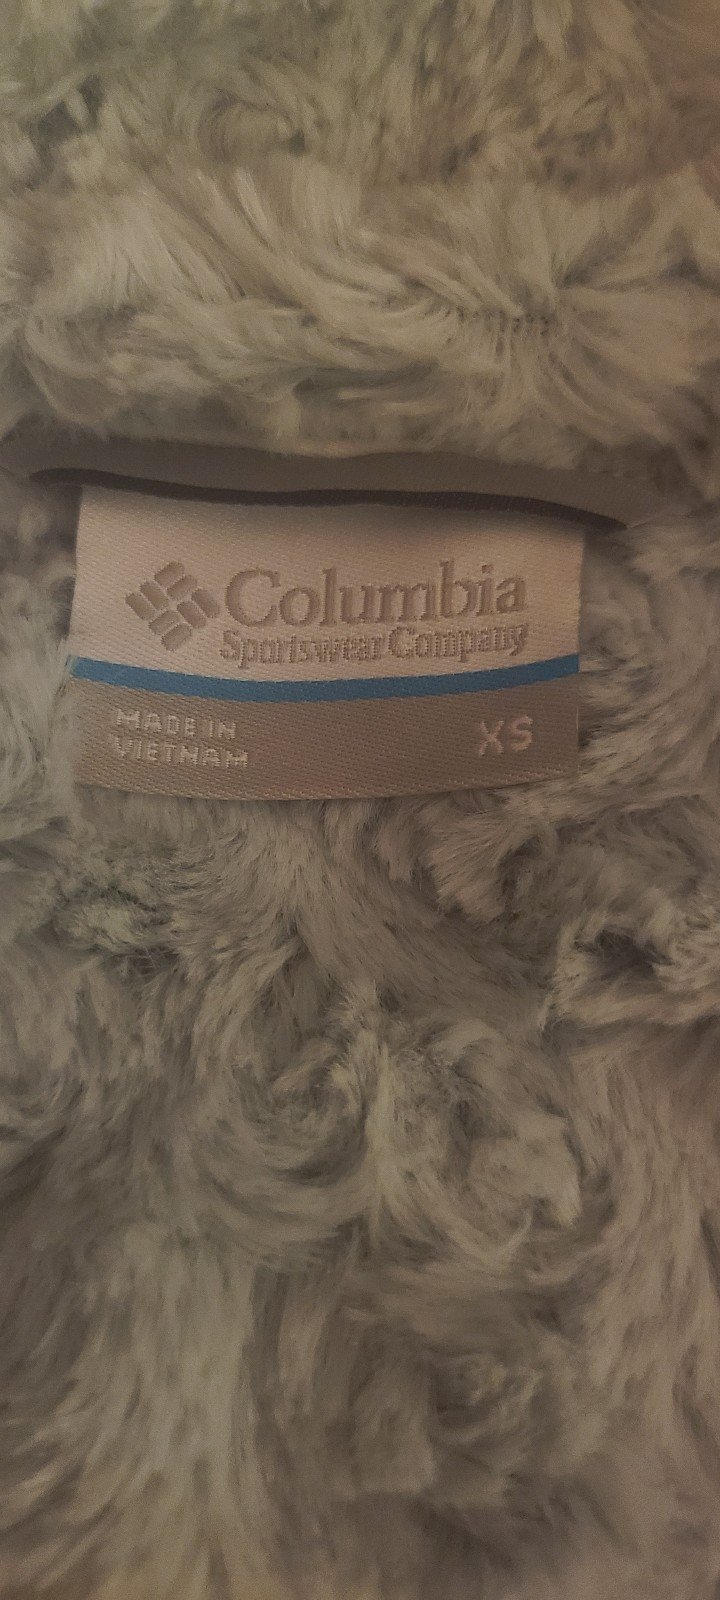 Columbia
Sportswear Company
MADE IN
VIETNAM
XS